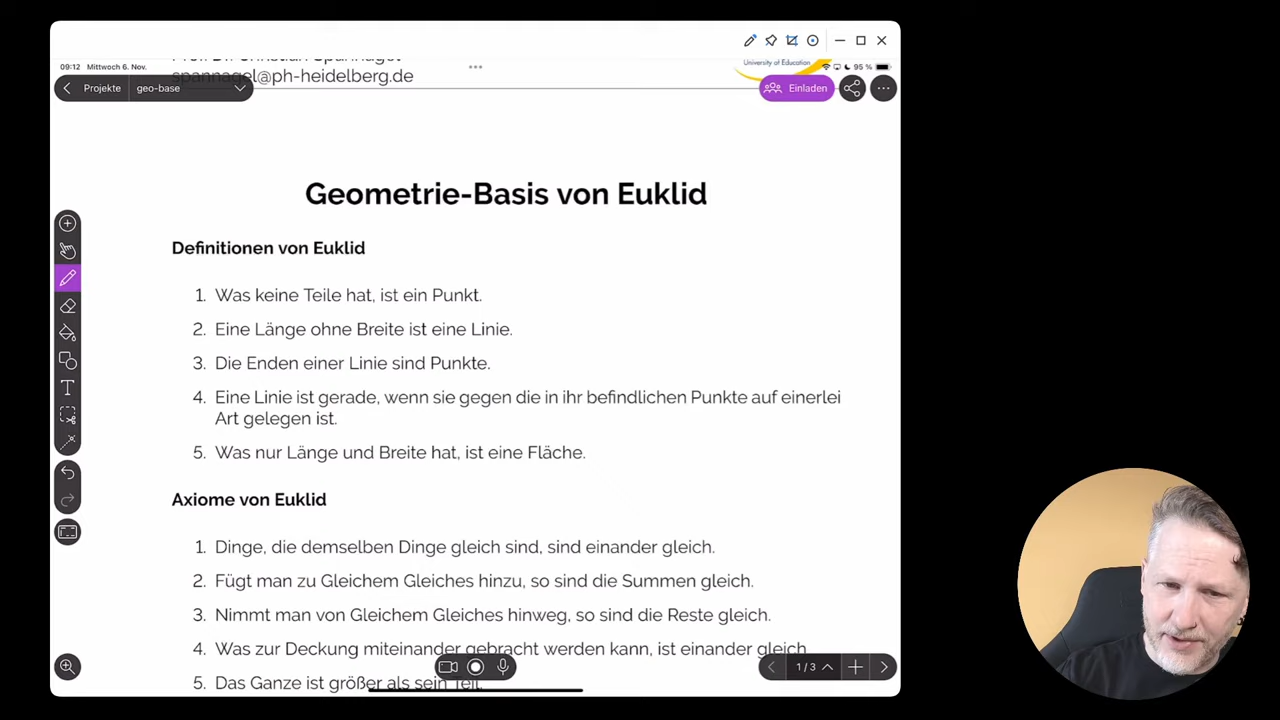 University of Education
09:12 Mittwoch 6. Nov.
95 %
spannagel@ph-heidelberg.de
Projekte geo-base
Einladen
Geometrie-Basis von Euklid
Definitionen von Euklid
1. Was keine Teile hat, ist ein Punkt.
2. Eine Länge ohne Breite ist eine Linie.
3. Die Enden einer Linie sind Punkte.
4. Eine Linie ist gerade, wenn sie gegen die in ihr befindlichen Punkte auf einerlei
Art gelegen ist.
5. Was nur Länge und Breite hat, ist eine Fläche.
Axiome von Euklid
1. Dinge, die demselben Dinge gleich sind, sind einander gleich.
2. Fügt man zu Gleichem Gleiches hinzu, so sind die Summen gleich.
3. Nimmt man von Gleichem Gleiches hinweg, so sind die Reste gleich.
4. Was zur Deckung miteinander gebracht werden kann, ist einander gleich.
5. Das Ganze ist größer als sein Teil.
1/3